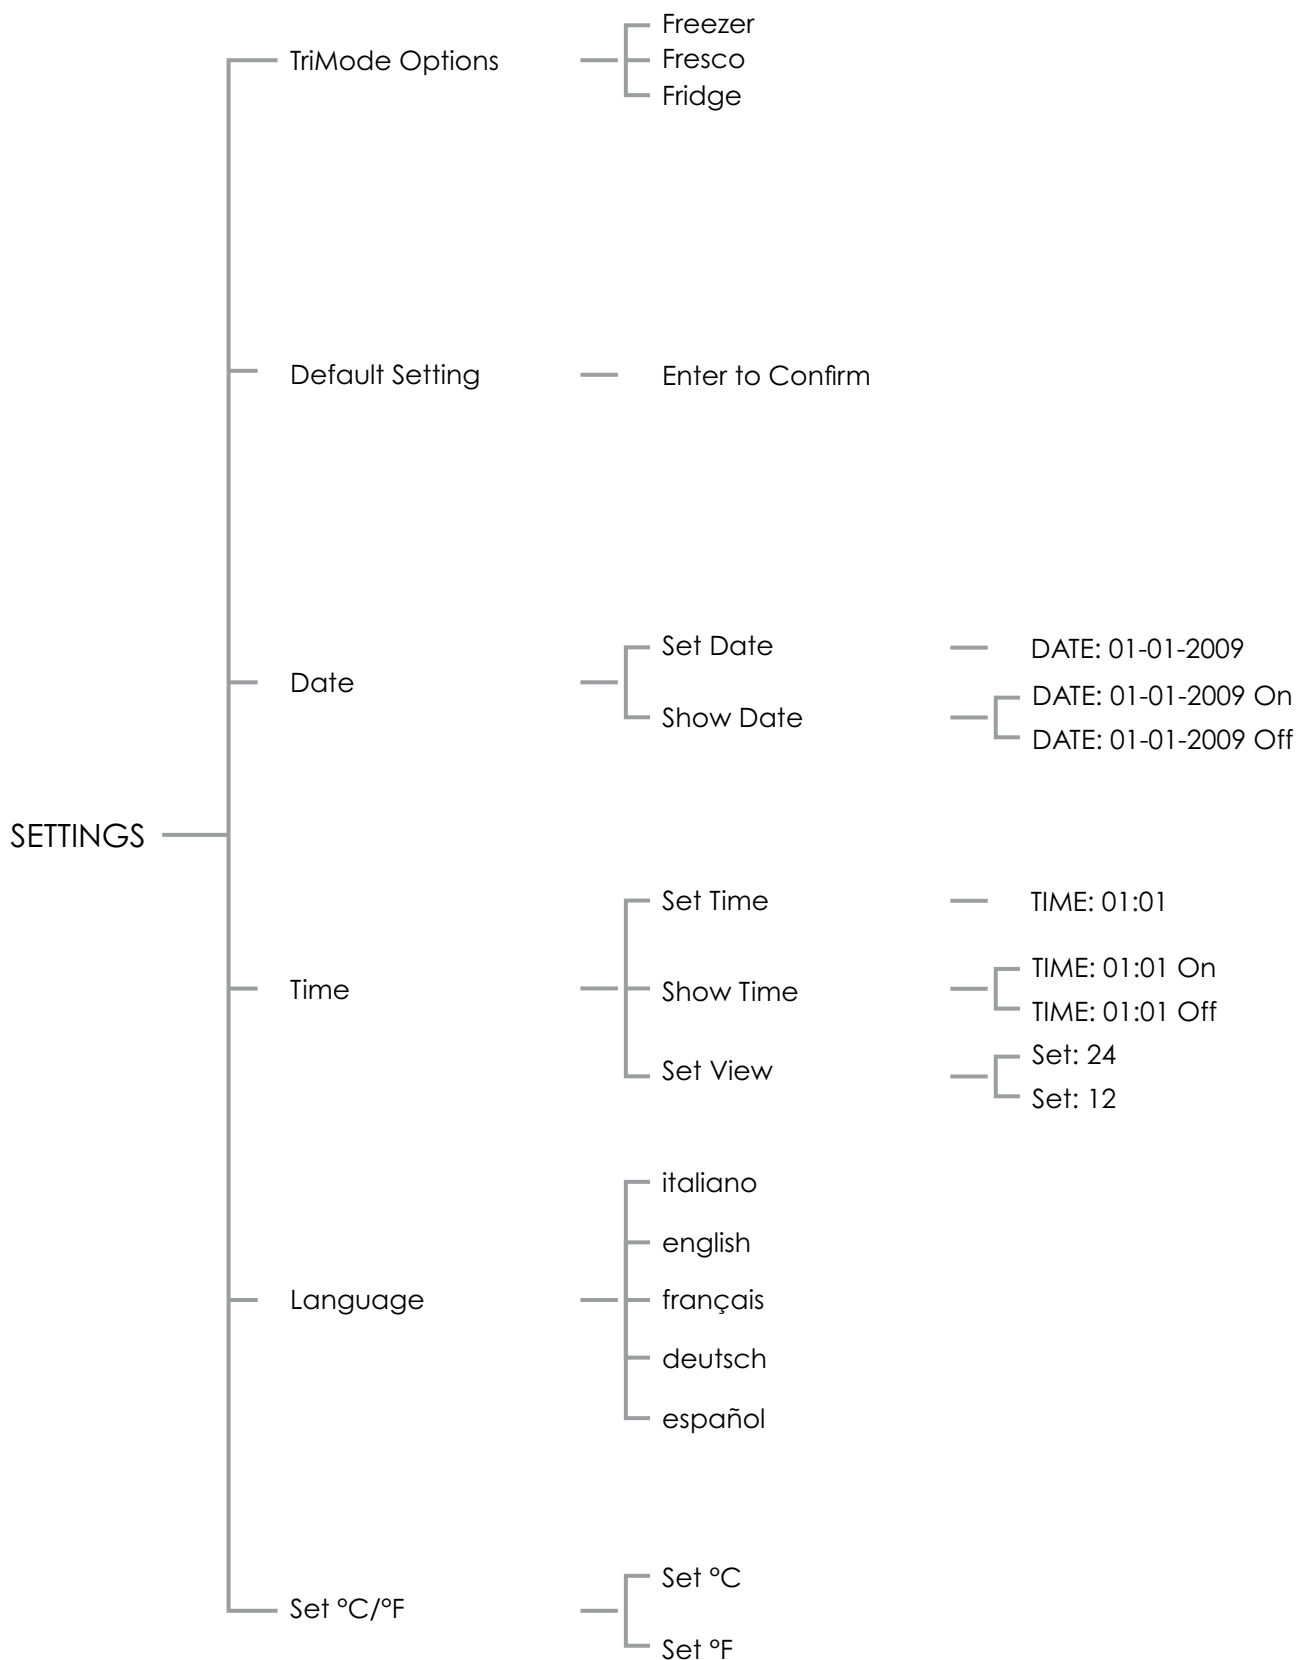 SETTINGS
TriMode Options
Freezer
Fresco
Fridge
Default Setting
Enter to Confirm
Date
Set Date
DATE: 01-01-2009
Show Date
DATE: 01-01-2009 On
DATE: 01-01-2009 Off
Time
Set Time
TIME: 01:01
Show Time
TIME: 01:01 On
TIME: 01:01 Off
Set View
Set: 24
Set: 12
Language
italiano
english
français
deutsch
español
Set °C/°F
Set °C
Set °F